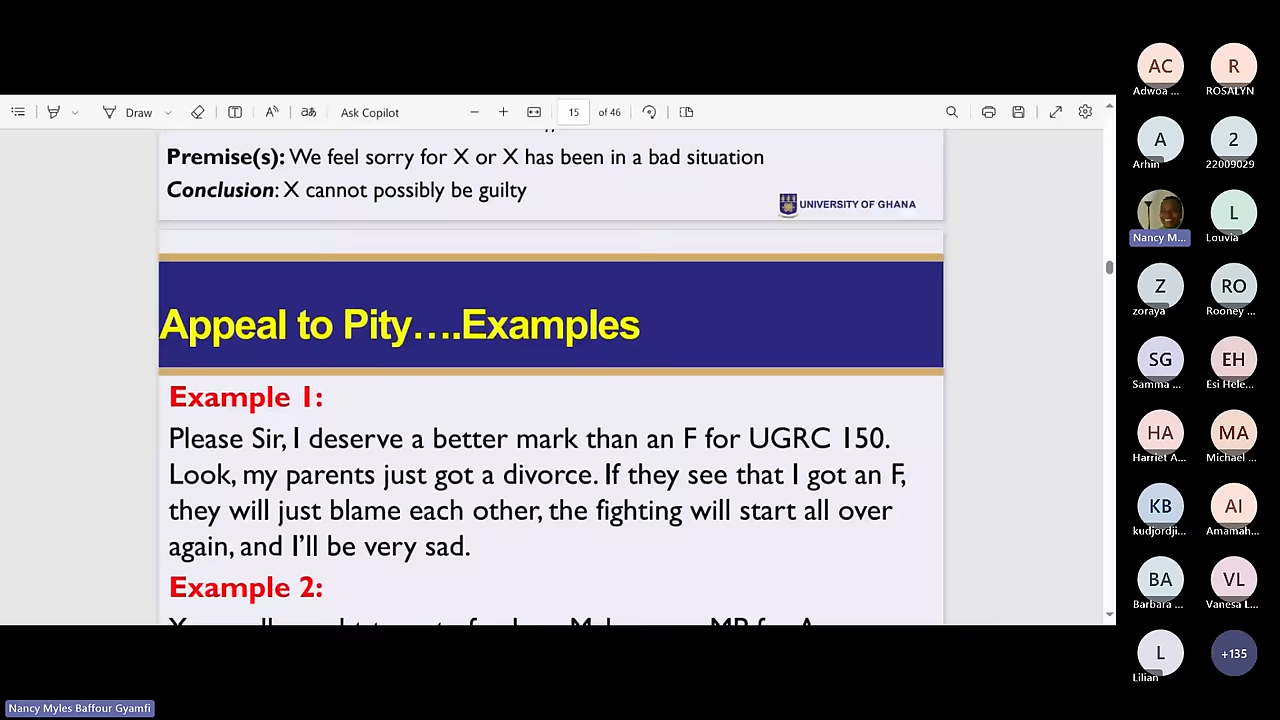 Draw
Ask Copilot
15
of 46
Premise(s): We feel sorry for X or X has been in a bad situation
Conclusion: X cannot possibly be guilty
UNIVERSITY OF GHANA
Appeal to Pity….Examples
Example 1:
Please Sir, I deserve a better mark than an F for UGRC 150.
Look, my parents just got a divorce. If they see that I got an F,
they will just blame each other, the fighting will start all over
again, and I’ll be very sad.
Example 2:
AC
Adwoa ...
R
ROSALYN
A
Arhin
2
22009029
Nancy M...
L
Louvia
Z
zoraya
RO
Rooney ...
SG
Samma ...
EH
Esi Hele...
HA
Harriet A...
MA
Michael ...
KB
kudjordji...
AI
Amamah...
BA
Barbara ...
VL
Vanesa L...
L
Lilian
+135
Nancy Myles Baffour Gyamfi